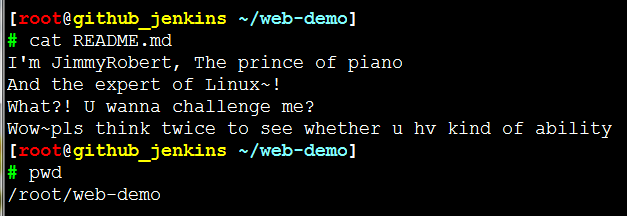 [root@github_jenkins ~/web-demo]
# cat README.md
I'm JimmyRobert, The prince of piano
And the expert of Linux~!
What?! U wanna challenge me?
Wow~pls think twice to see whether u hv kind of ability
[root@github_jenkins ~/web-demo]
# pwd
/root/web-demo